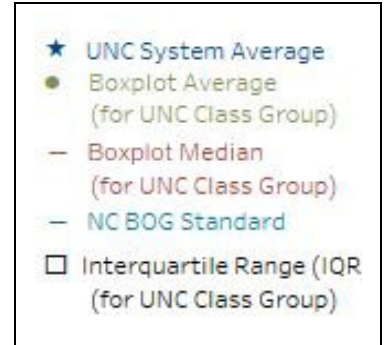 ★ UNC System Average
● Boxplot Average
(for UNC Class Group)
— Boxplot Median
(for UNC Class Group)
— NC BOG Standard
□ Interquartile Range (IQR
(for UNC Class Group)